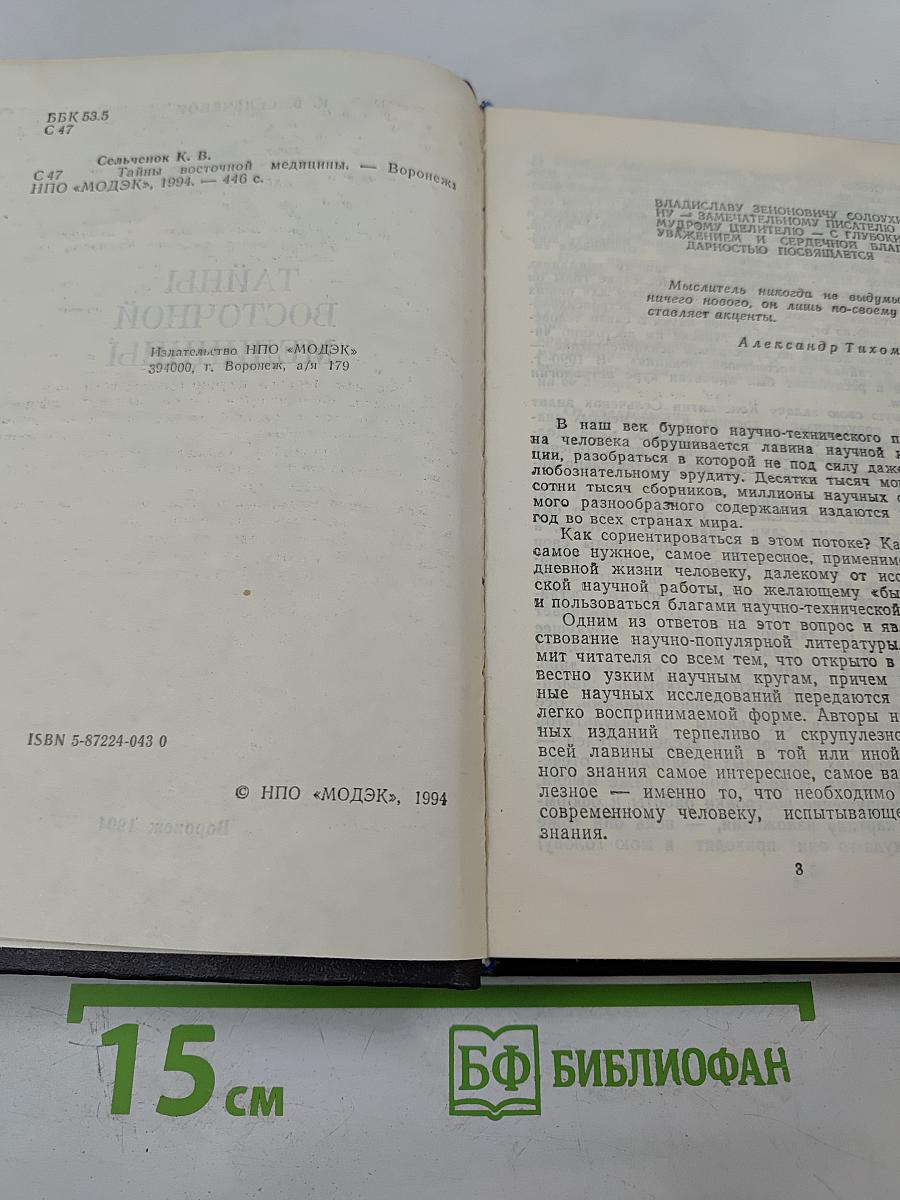 ББК 53.5
С 47
Сельченок К. В.
С 47 Тайны восточной медицины. — Воронеж:
НПО «МОДЭК», 1994. — 446 с.
Издательство НПО «МОДЭК»
394000, г. Воронеж, а/я 179
ISBN 5-87224-043 0
© НПО «МОДЭК», 1994
ВЛАДИСЛАВУ ЗЕНОНОВИЧУ СОЛОУХИ
НУ — ЗАМЕЧАТЕЛЬНОМУ ПИСАТЕЛЮ
МУДРОМУ ЦЕЛИТЕЛЮ — С ГЛУБОКИ
УВАЖЕНИЕМ И СЕРДЕЧНОЙ БЛАГ
ДАРНОСТЬЮ ПОСВЯЩАЕТСЯ
Мыслитель никогда не выдумы
ничего нового, он лишь по-своему
ставляет акценты.
Александр Тихом
В наш век бурного научно-технического п
на человека обрушивается лавина научной и
ции, разобраться в которой не под силу даже
любознательному эрудиту. Десятки тысяч мо
сотни тысяч сборников, миллионы научных с
мого разнообразного содержания издаются
год во всех странах мира.
Как сориентироваться в этом потоке? Ка
самое нужное, самое интересное, применим
дневной жизни человеку, далекому от исс
ской научной работы, но желающему «бы
и пользоваться благами научно-технической
Одним из ответов на этот вопрос и яв
ствование научно-популярной литературы.
мит читателя со всем тем, что открыто в
вестно узким научным кругам, причем
ные научных исследований передаются
легко воспринимаемой форме. Авторы н
ных изданий терпеливо и скрупулезно
всей лавины сведений в той или иной
ного знания самое интересное, самое ва
лезное — именно то, что необходимо
современному человеку, испытывающе
знания.
3
15 см
БФ БИБЛИОФАН